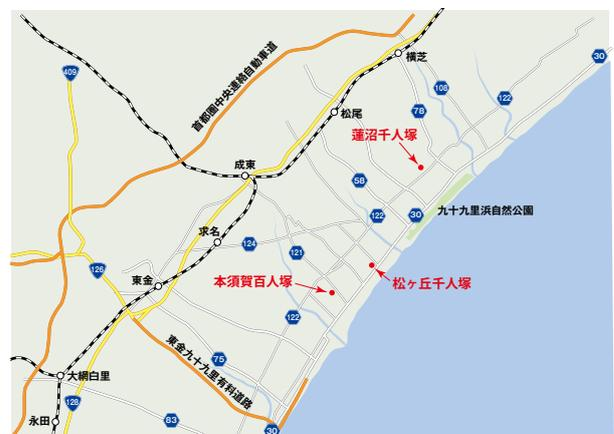 30
横芝
409
首都圏中央連絡自動車道
108
122
78
松尾
蓮沼千人塚
成東
58
九十九里浜自然公園
122
30
求名
124
121
126
東金
本須賀百人塚
松ヶ丘千人塚
122
東金九十九里有料道路
75
大網白里
128
83
永田
30